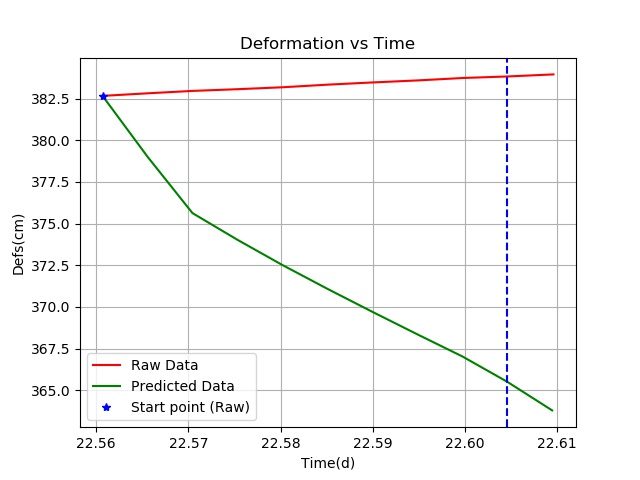 Deformation vs Time
Defs(cm)
382.5
380.0
377.5
375.0
372.5
370.0
367.5
365.0
Raw Data
Predicted Data
Start point (Raw)
22.56 22.57 22.58 22.59 22.60 22.61
Time(d)